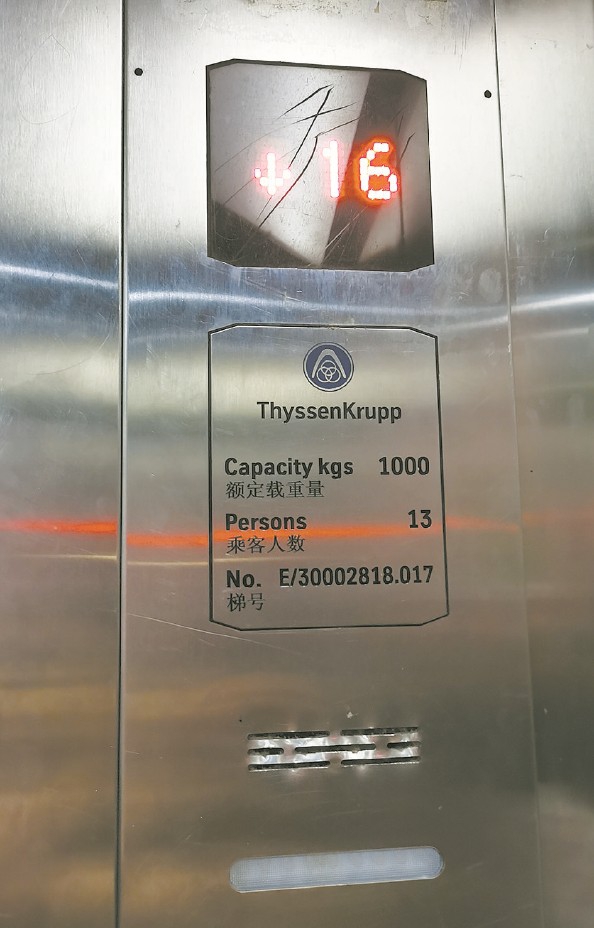 ↓16
ThyssenKrupp
Capacity kgs 1000
额定载重量
Persons 13
乘客人数
No. E/30002818.017
梯号